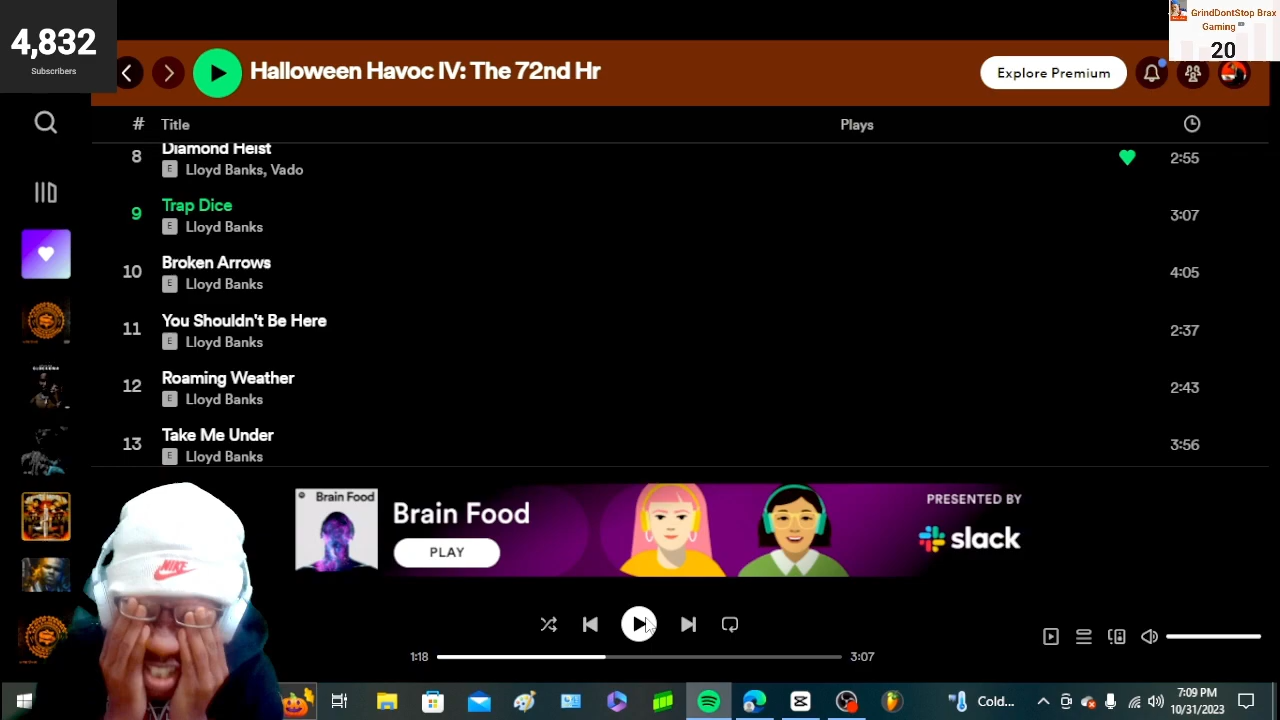 4,832
Subscribers
GrindDontStop Brax
Gaming
20
Halloween Havoc IV: The 72nd Hr
Explore Premium
# Title Plays
8 Diamond Heist 2:55
E Lloyd Banks, Vado
9 Trap Dice 3:07
E Lloyd Banks
10 Broken Arrows 4:05
E Lloyd Banks
11 You Shouldn't Be Here 2:37
E Lloyd Banks
12 Roaming Weather 2:43
E Lloyd Banks
13 Take Me Under 3:56
E Lloyd Banks
Brain Food
Brain Food
PLAY
PRESENTED BY
slack
NIKE
1:18 3:07
Cold...
7:09 PM
10/31/2023